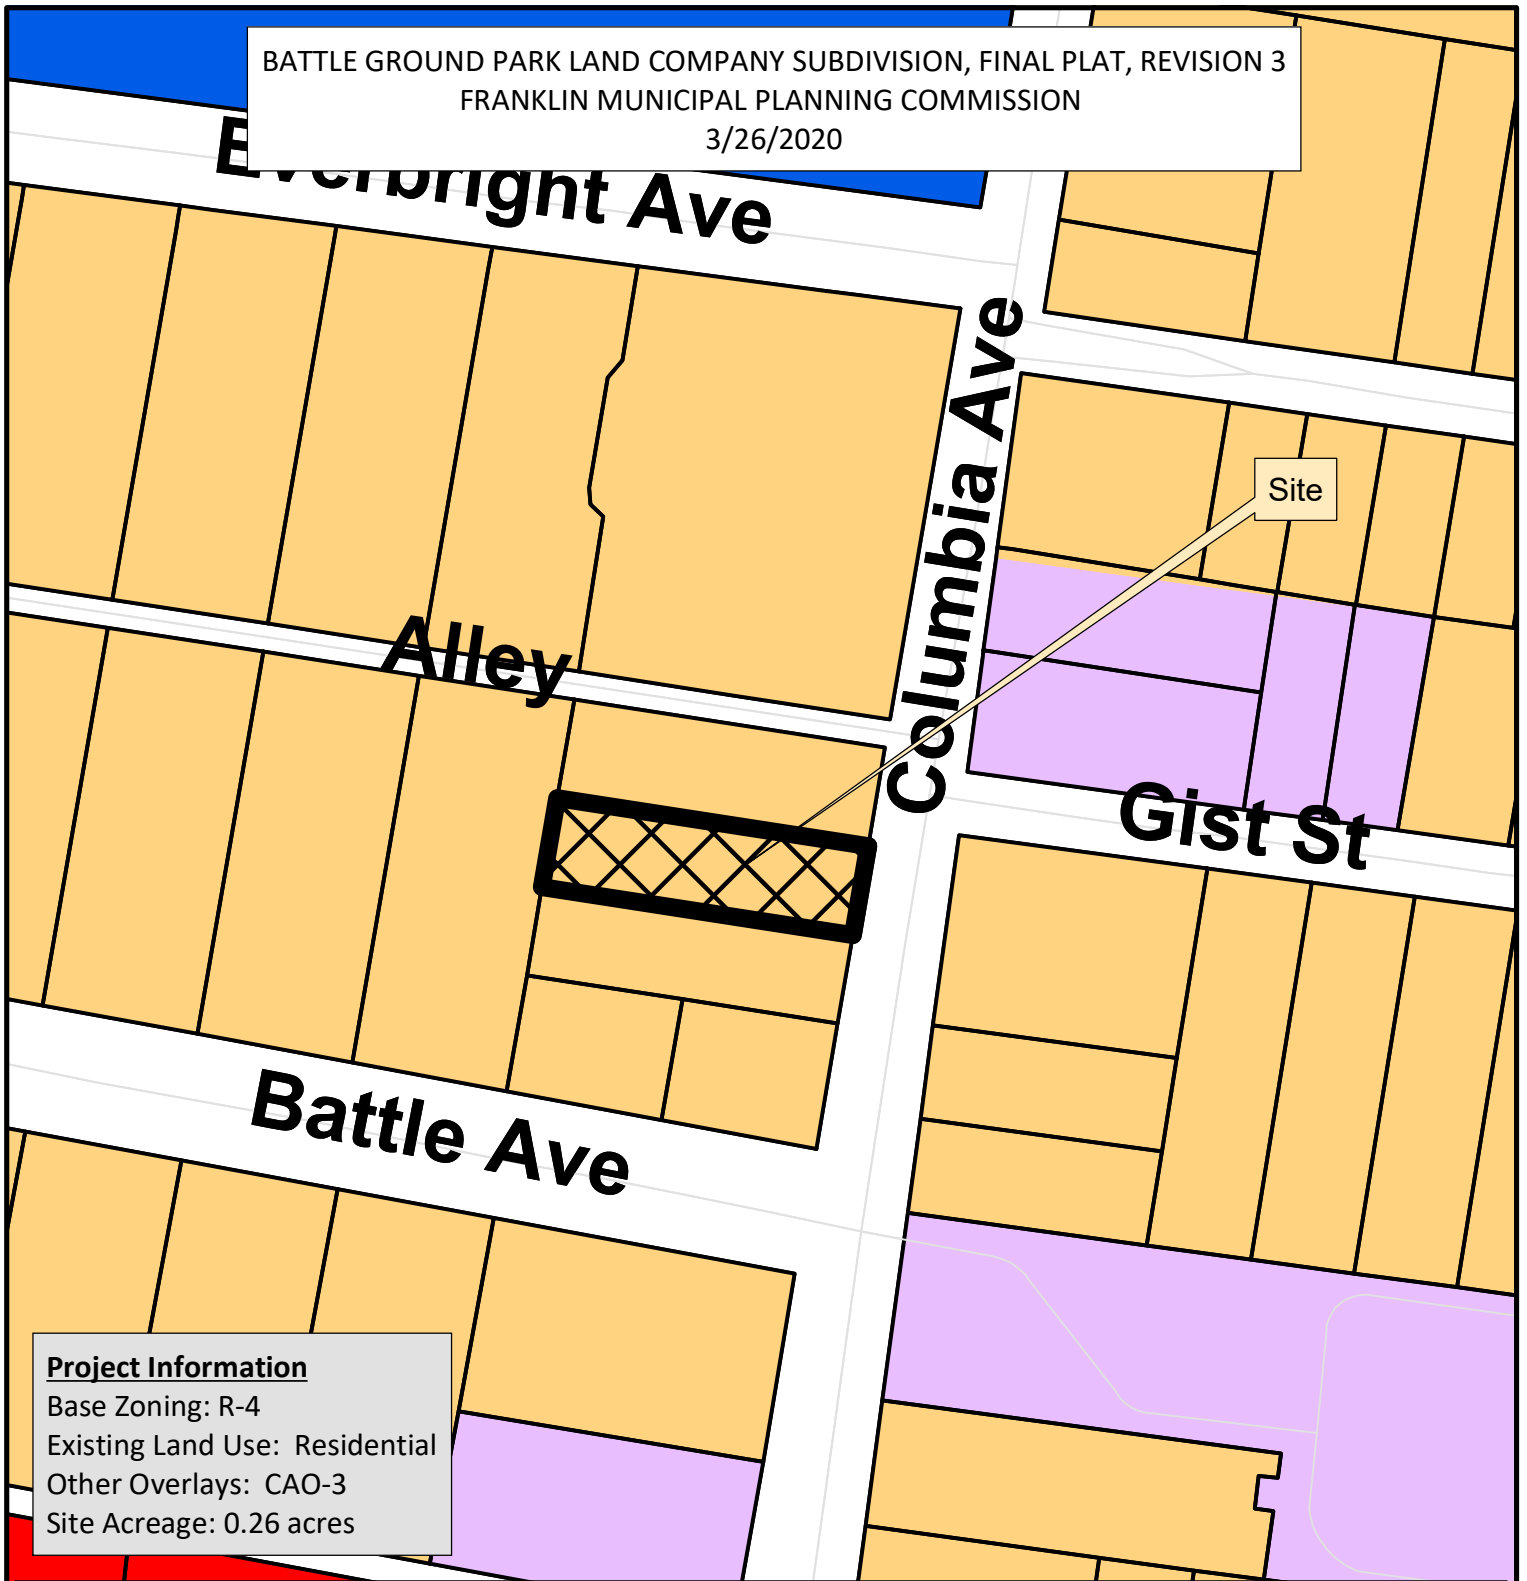 BATTLE GROUND PARK LAND COMPANY SUBDIVISION, FINAL PLAT, REVISION 3
FRANKLIN MUNICIPAL PLANNING COMMISSION
3/26/2020
Everbright Ave
Columbia Ave
Site
Alley
Gist St
Battle Ave
Project Information
Base Zoning: R-4
Existing Land Use: Residential
Other Overlays: CAO-3
Site Acreage: 0.26 acres